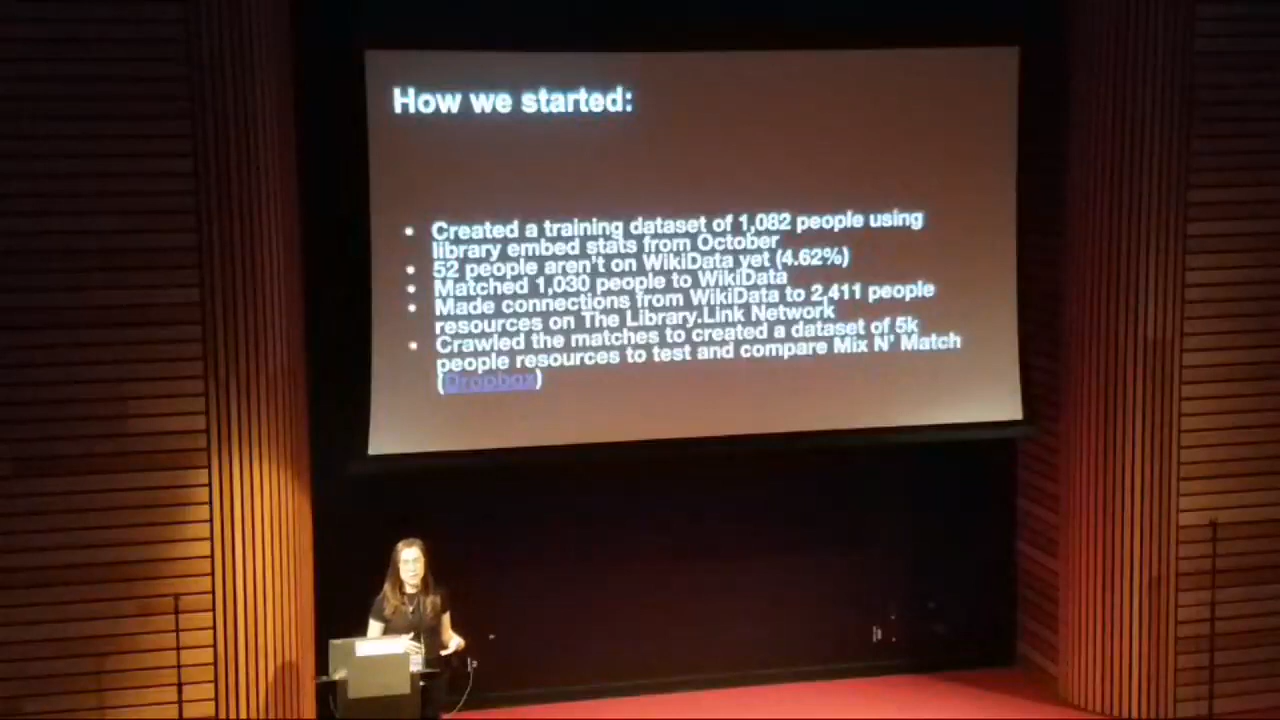 How we started:
• Created a training dataset of 1,082 people using
library embed stats from October
• 52 people aren't on WikiData yet (4.62%)
• Matched 1,030 people to WikiData
• Made connections from WikiData to 2,411 people
resources on The Library.Link Network
• Crawled the matches to created a dataset of 5k
people resources to test and compare Mix N' Match
(Dropbox)